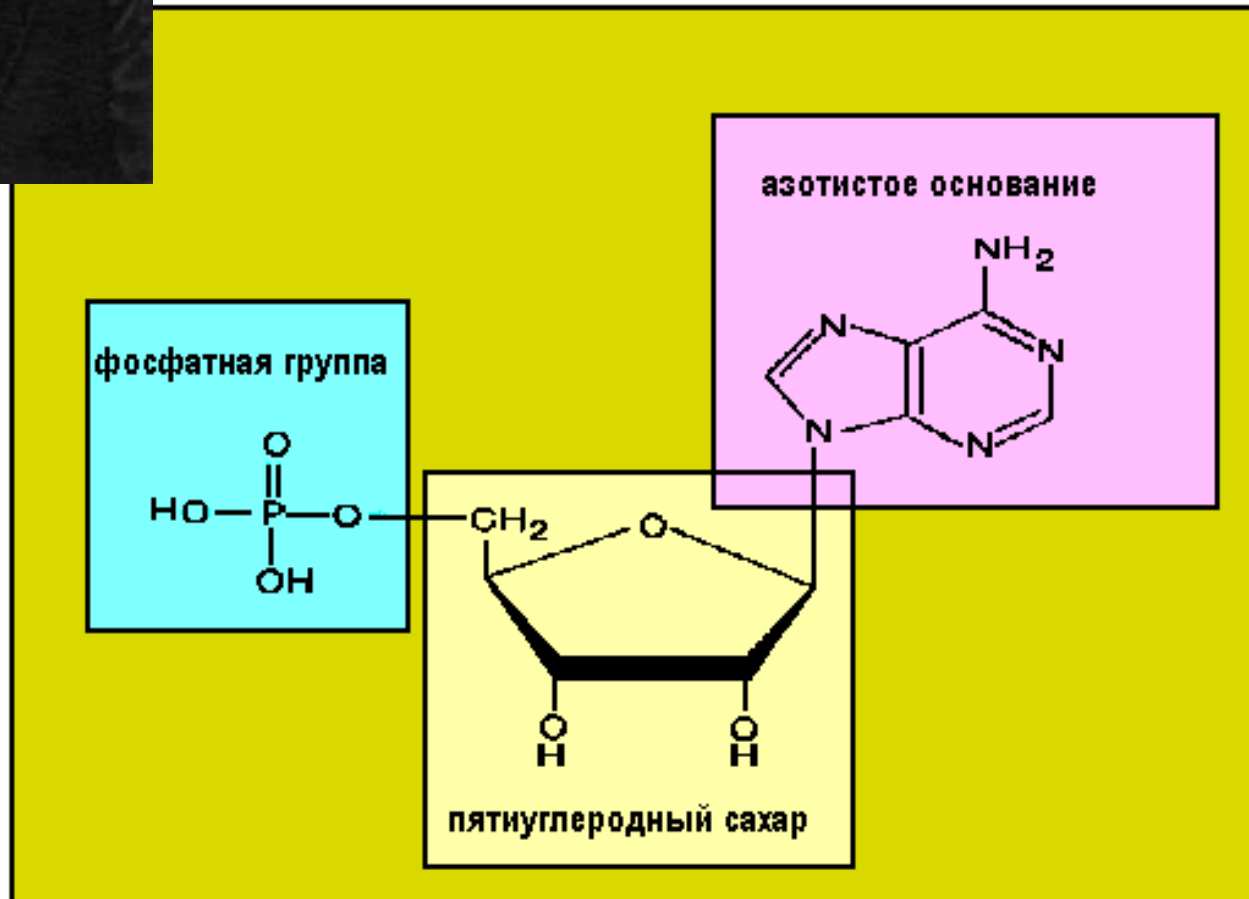 азотистое основание
NH2
N
N
N
N
фосфатная группа
O
HO P O
OH
CH2
O
O
H
O
H
пятиуглеродный сахар